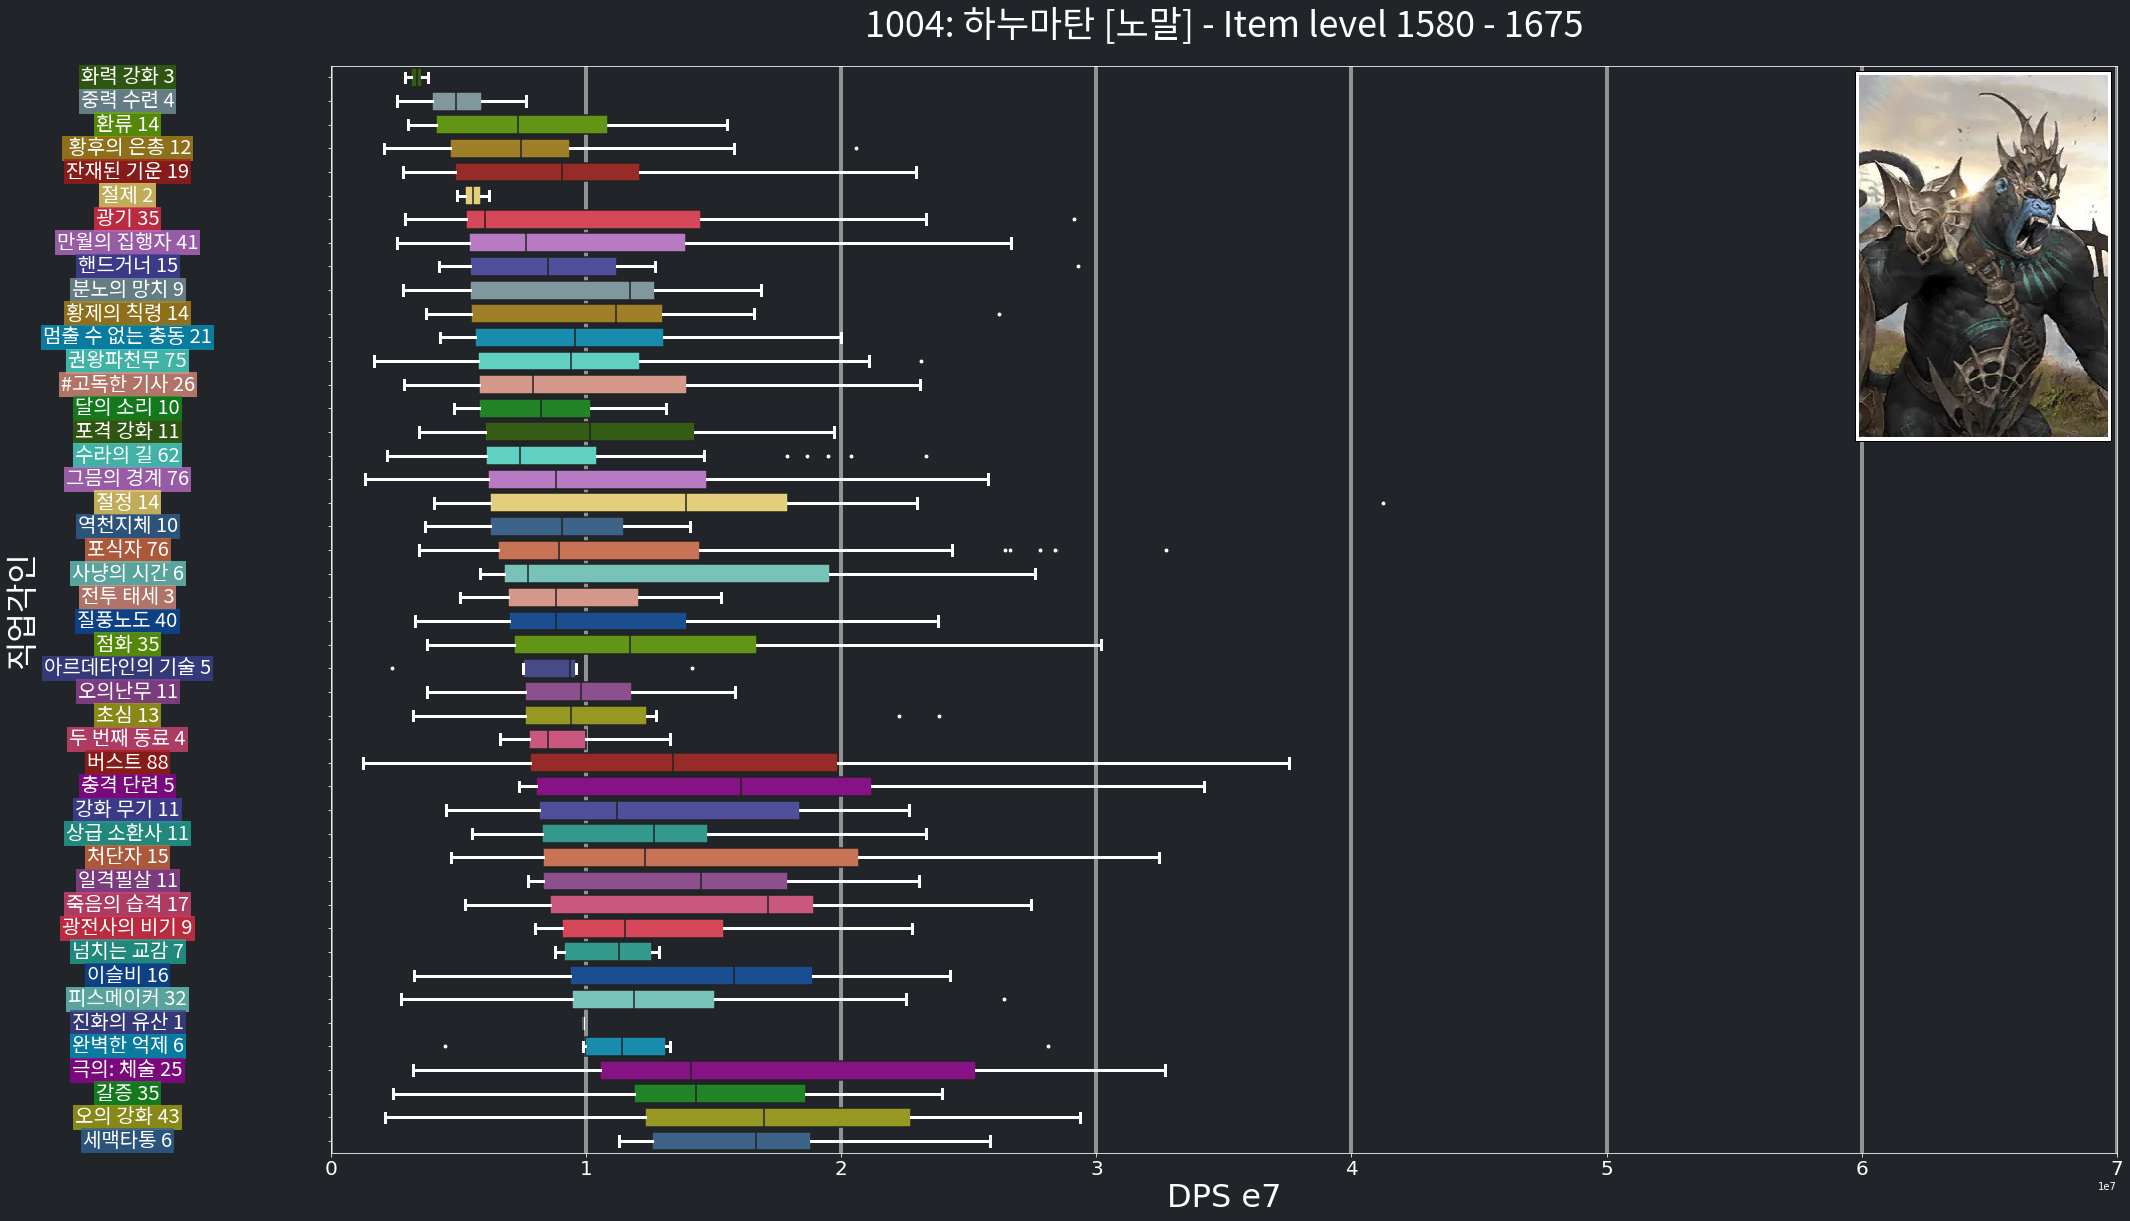 1004: 하누마탄 [노말] - Item level 1580 - 1675
화력 강화 3
중력 수련 4
환류 14
황후의 은총 12
잔재된 기운 19
절제 2
광기 35
만월의 집행자 41
핸드거너 15
분노의 망치 9
황제의 칙령 14
멈출 수 없는 충동 21
권왕파천무 75
#고독한 기사 26
달의 소리 10
포격 강화 11
수라의 길 62
그믐의 경계 76
절정 14
역천지체 10
포식자 76
사냥의 시간 6
전투 태세 3
질풍노도 40
점화 35
아르데타인의 기술 5
오의난무 11
초심 13
두 번째 동료 4
버스트 88
충격 단련 5
강화 무기 11
상급 소환사 11
처단자 15
일격필살 11
죽음의 습격 17
광전사의 비기 9
넘치는 교감 7
이슬비 16
피스메이커 32
진화의 유산 1
완벽한 억제 6
극의: 체술 25
갈증 35
오의 강화 43
세맥타통 6
직업각인
0 1 2 3 4 5 6 7
1e7
DPS e7